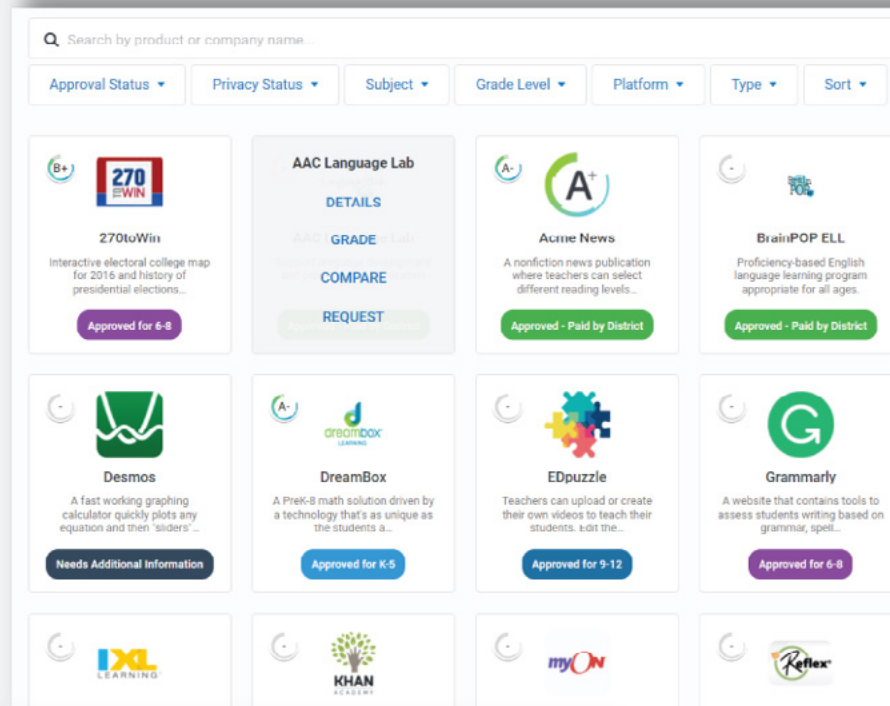 Search by product or company name...
Approval Status
Privacy Status
Subject
Grade Level
Platform
Type
Sort
B+
270
TO WIN
270toWin
Interactive electoral college map
for 2016 and history of
presidential elections...
Approved for 6-8
AAC Language Lab
DETAILS
GRADE
COMPARE
REQUEST
A-
A+
Acme News
A nonfiction news publication
where teachers can select
different reading levels...
Approved - Paid by District
-
BrainPOP ELL
Proficiency-based English
language learning program
appropriate for all ages.
Approved - Paid by District
-
Desmos
A fast working graphing
calculator quickly plots any
equation and then 'sliders'...
Needs Additional Information
A-
dreambox
LEARNING
DreamBox
A PreK-8 math solution driven by
a technology that's as unique as
the students a...
Approved for K-5
-
EDpuzzle
Teachers can upload or create
their own videos to teach their
students. Edit the...
Approved for 9-12
-
G
Grammarly
A website that contains tools to
assess students writing based on
grammar, spell...
Approved for 6-8
-
IXL
LEARNING
-
KHAN
ACADEMY
-
myON
-
Reflex